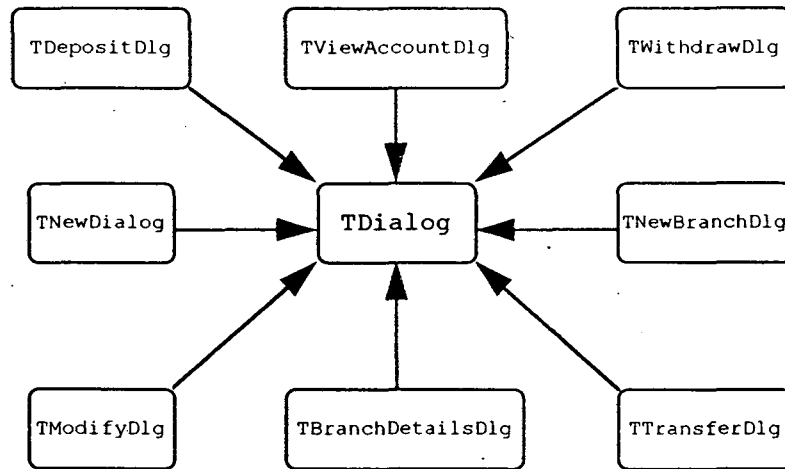 TDepositDlg
TViewAccountDlg
TWithdrawDlg
TNewDialog
TDialog
TNewBranchDlg
TModifyDlg
TBranchDetailsDlg
TTransferDlg